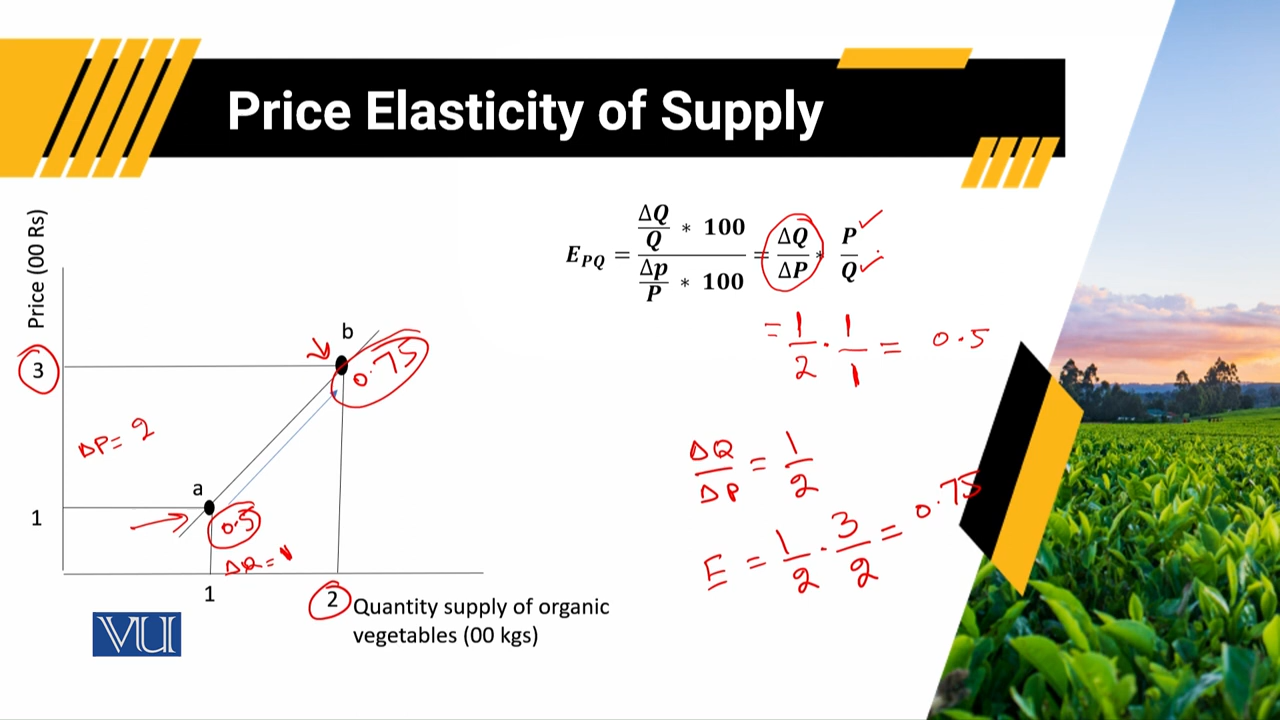 Price Elasticity of Supply
Price (00 Rs)
E_PQ = (ΔQ/Q * 100) / (Δp/P * 100) = ΔQ/ΔP * P/Q
= 1/2 · 1/1 = 0.5
b
0.75
3
ΔP = 2
ΔQ/ΔP = 1/2
a
0.5
1
E = 1/2 · 3/2 = 0.75
ΔQ = 1
1
2
Quantity supply of organic
vegetables (00 kgs)
VU